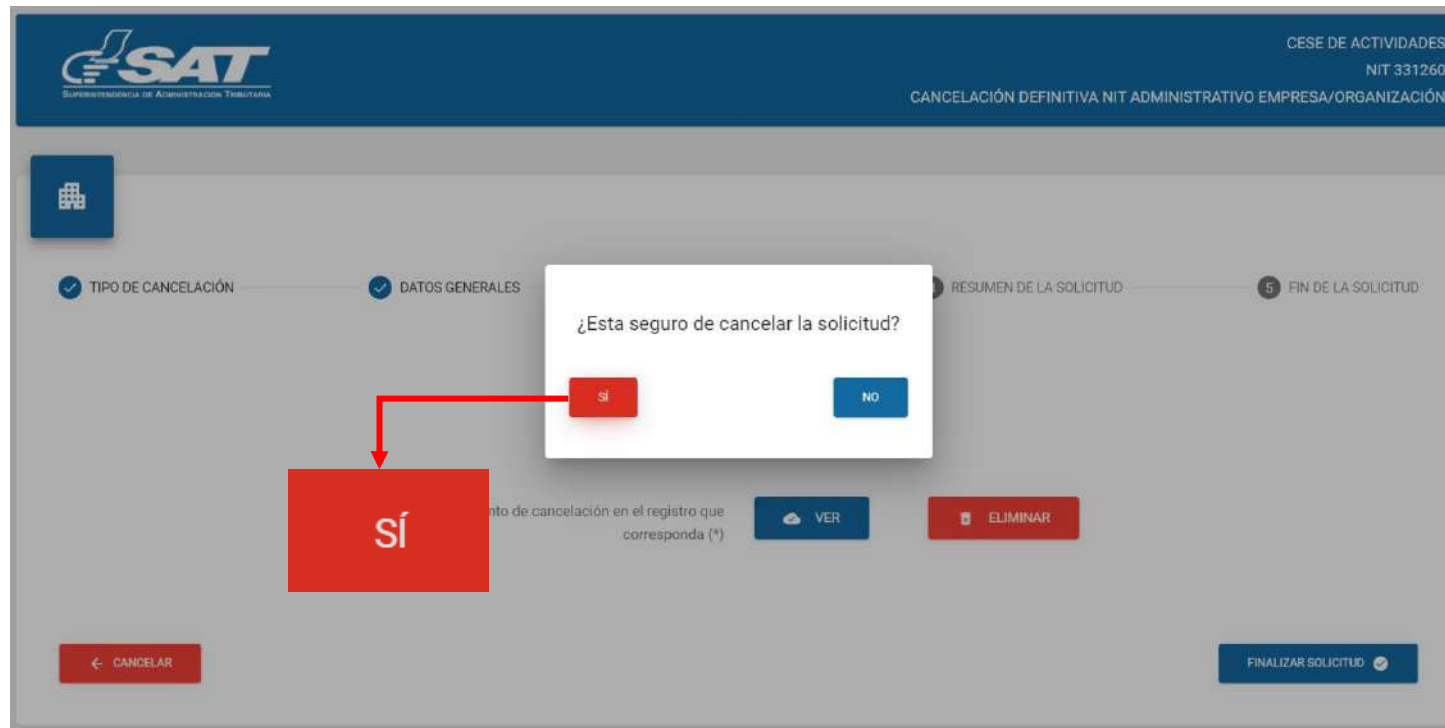 SAT
SUPERINTENDENCIA DE ADMINISTRACIÓN TRIBUTARIA
CESE DE ACTIVIDADES
NIT 331260
CANCELACIÓN DEFINITIVA NIT ADMINISTRATIVO EMPRESA/ORGANIZACIÓN
TIPO DE CANCELACIÓN
DATOS GENERALES
RESUMEN DE LA SOLICITUD
5 FIN DE LA SOLICITUD
¿Esta seguro de cancelar la solicitud?
SÍ
NO
SÍ
de cancelación en el registro que
corresponda (*)
VER
ELIMINAR
CANCELAR
FINALIZAR SOLICITUD